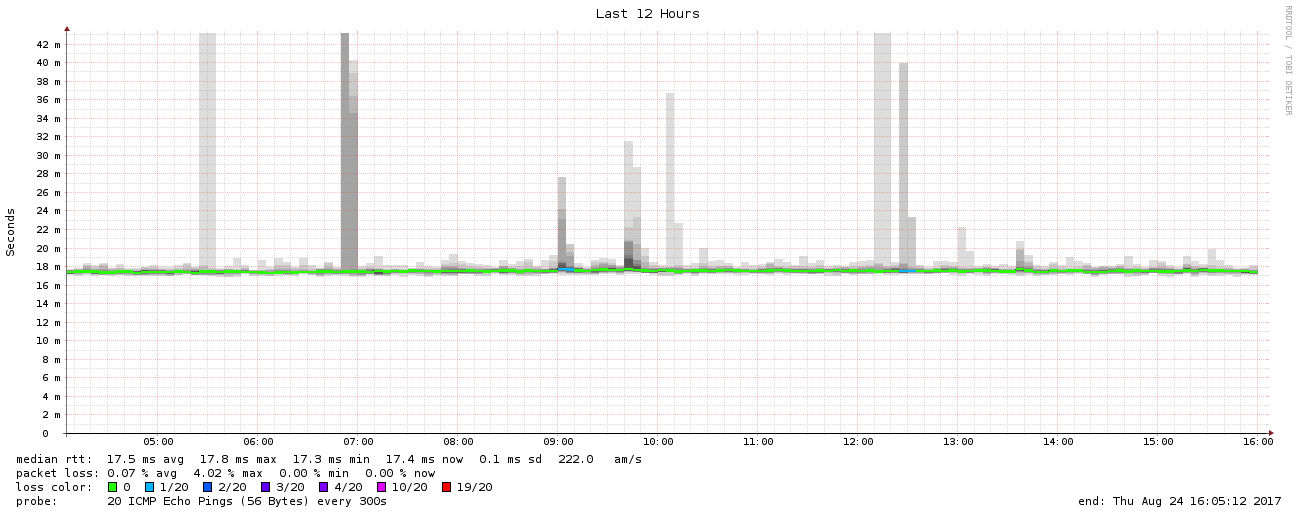 Last 12 Hours
RRDTOOL / TOBI OETIKER
Seconds
42 m
40 m
38 m
36 m
34 m
32 m
30 m
28 m
26 m
24 m
22 m
20 m
18 m
16 m
14 m
12 m
10 m
8 m
6 m
4 m
2 m
0
05:00 06:00 07:00 08:00 09:00 10:00 11:00 12:00 13:00 14:00 15:00 16:00
median rtt: 17.5 ms avg 17.8 ms max 17.3 ms min 17.4 ms now 0.1 ms sd 222.0 am/s
packet loss: 0.07 % avg 4.02 % max 0.00 % min 0.00 % now
loss color: 0 1/20 2/20 3/20 4/20 10/20 19/20
probe: 20 ICMP Echo Pings (56 Bytes) every 300s end: Thu Aug 24 16:05:12 2017